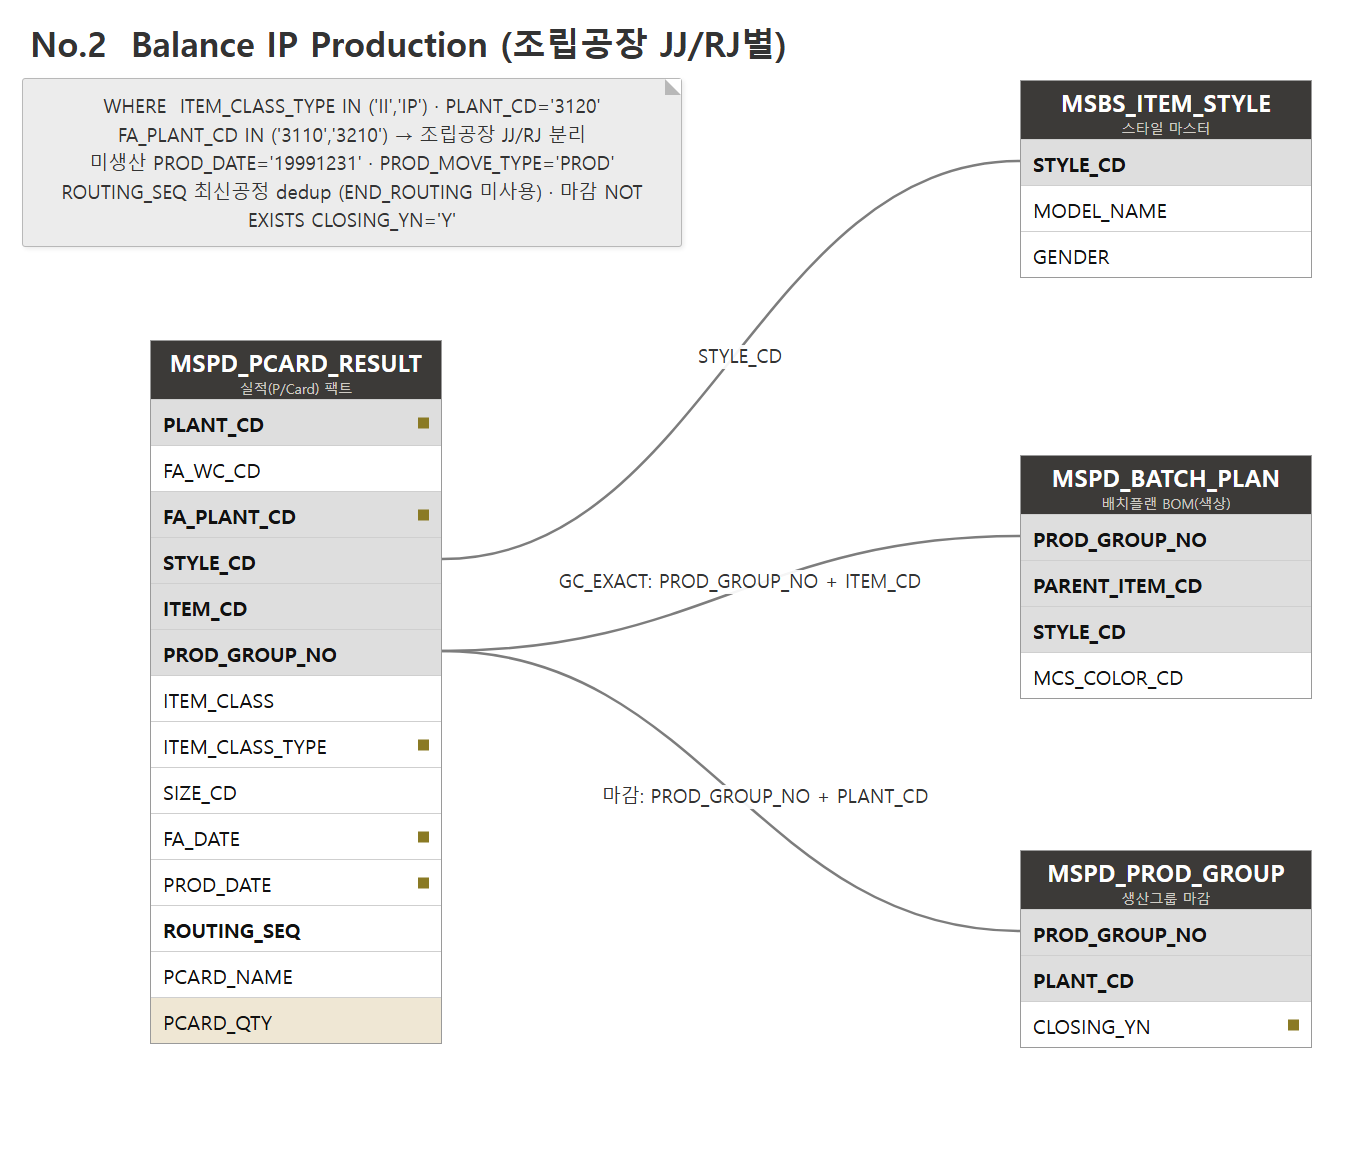 No.2 Balance IP Production (조립공장 JJ/RJ별)
WHERE ITEM_CLASS_TYPE IN ('II','IP') · PLANT_CD='3120'
FA_PLANT_CD IN ('3110','3210') → 조립공장 JJ/RJ 분리
미생산 PROD_DATE='19991231' · PROD_MOVE_TYPE='PROD'
ROUTING_SEQ 최신공정 dedup (END_ROUTING 미사용) · 마감 NOT
EXISTS CLOSING_YN='Y'
MSBS_ITEM_STYLE
스타일 마스터
STYLE_CD
MODEL_NAME
GENDER
MSPD_PCARD_RESULT
실적(P/Card) 팩트
PLANT_CD
FA_WC_CD
FA_PLANT_CD
STYLE_CD
ITEM_CD
PROD_GROUP_NO
ITEM_CLASS
ITEM_CLASS_TYPE
SIZE_CD
FA_DATE
PROD_DATE
ROUTING_SEQ
PCARD_NAME
PCARD_QTY
STYLE_CD
GC_EXACT: PROD_GROUP_NO + ITEM_CD
마감: PROD_GROUP_NO + PLANT_CD
MSPD_BATCH_PLAN
배치플랜 BOM(색상)
PROD_GROUP_NO
PARENT_ITEM_CD
STYLE_CD
MCS_COLOR_CD
MSPD_PROD_GROUP
생산그룹 마감
PROD_GROUP_NO
PLANT_CD
CLOSING_YN